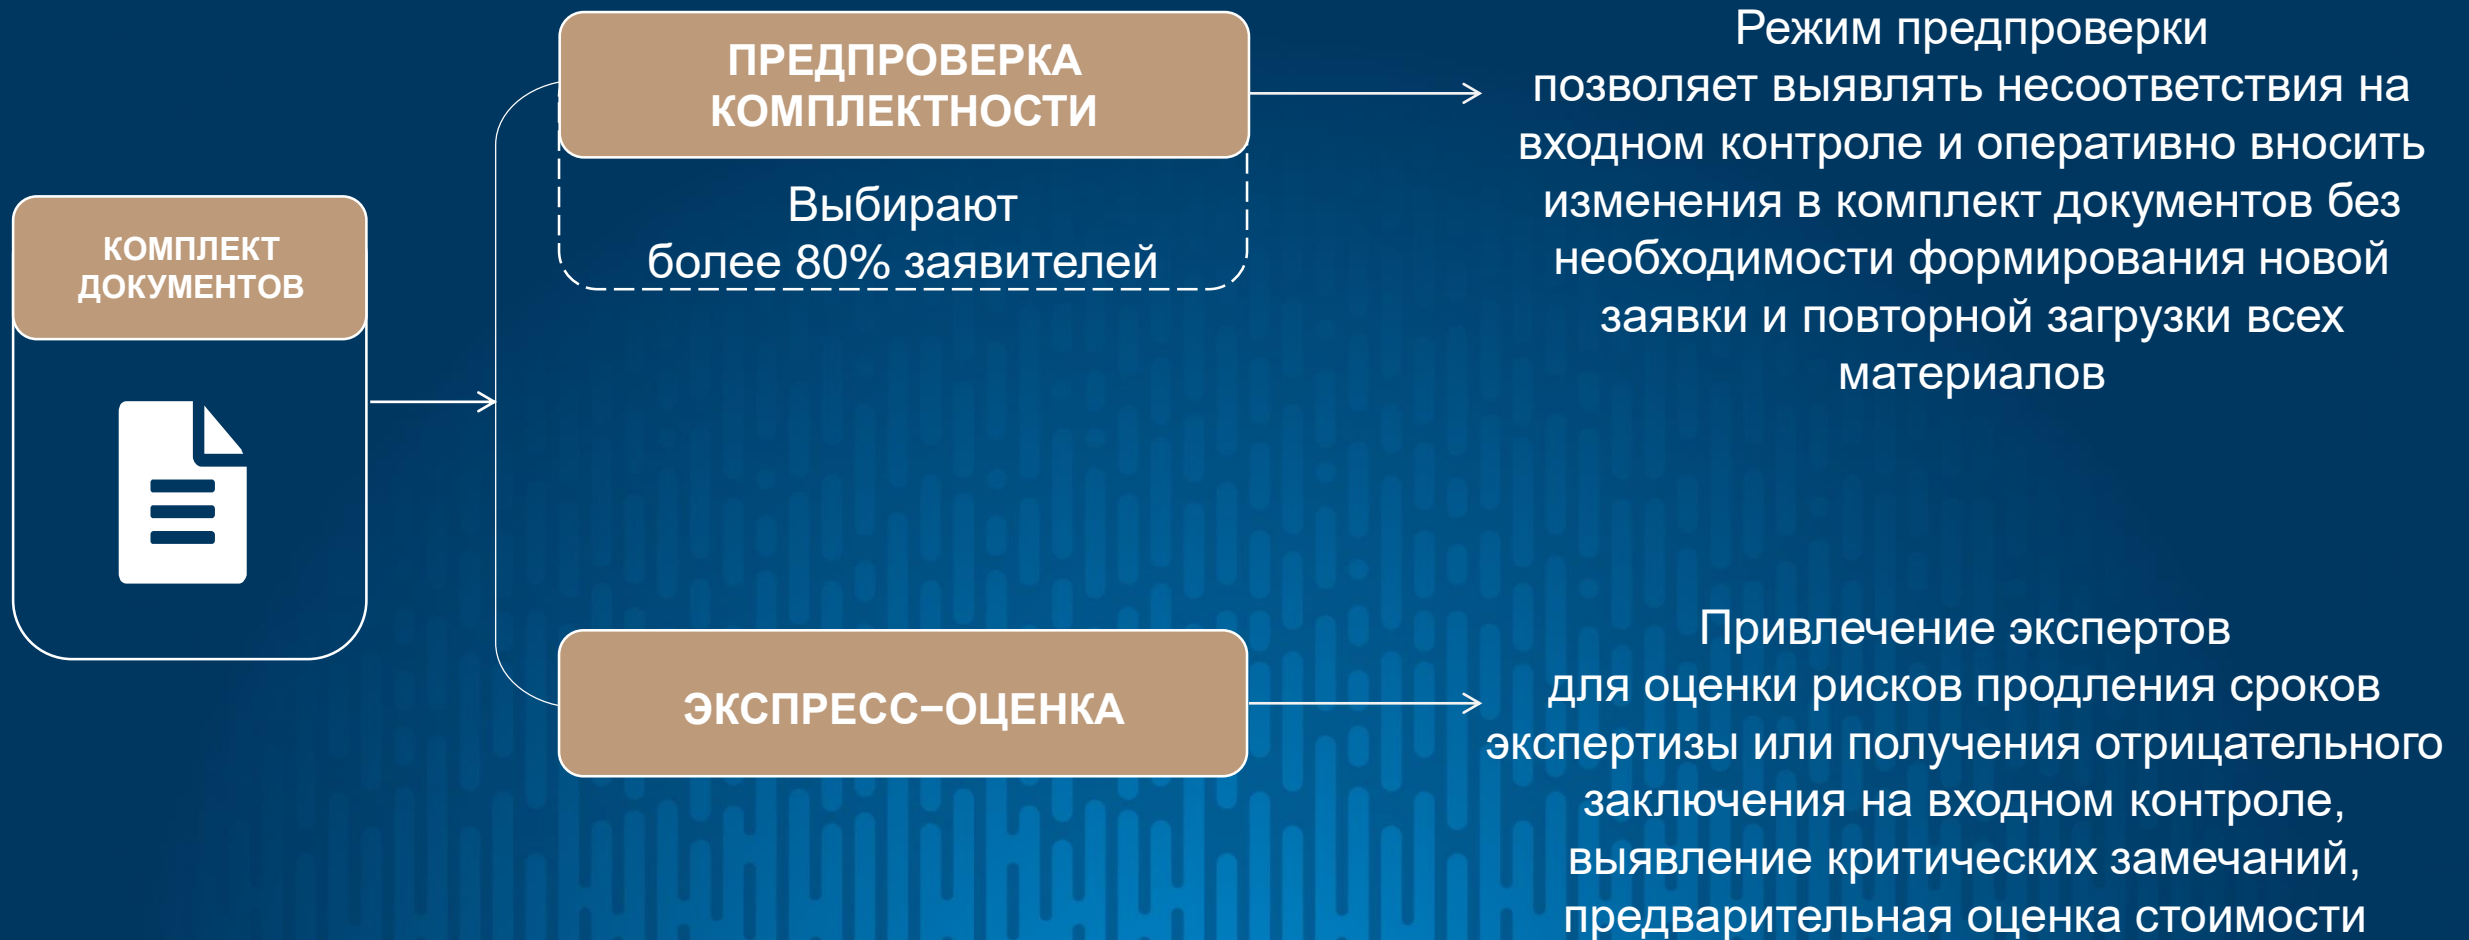 КОМПЛЕКТ
ДОКУМЕНТОВ
ПРЕДПРОВЕРКА
КОМПЛЕКТНОСТИ
Выбирают
более 80% заявителей
Режим предпроверки
позволяет выявлять несоответствия на
входном контроле и оперативно вносить
изменения в комплект документов без
необходимости формирования новой
заявки и повторной загрузки всех
материалов
ЭКСПРЕСС–ОЦЕНКА
Привлечение экспертов
для оценки рисков продления сроков
экспертизы или получения отрицательного
заключения на входном контроле,
выявление критических замечаний,
предварительная оценка стоимости